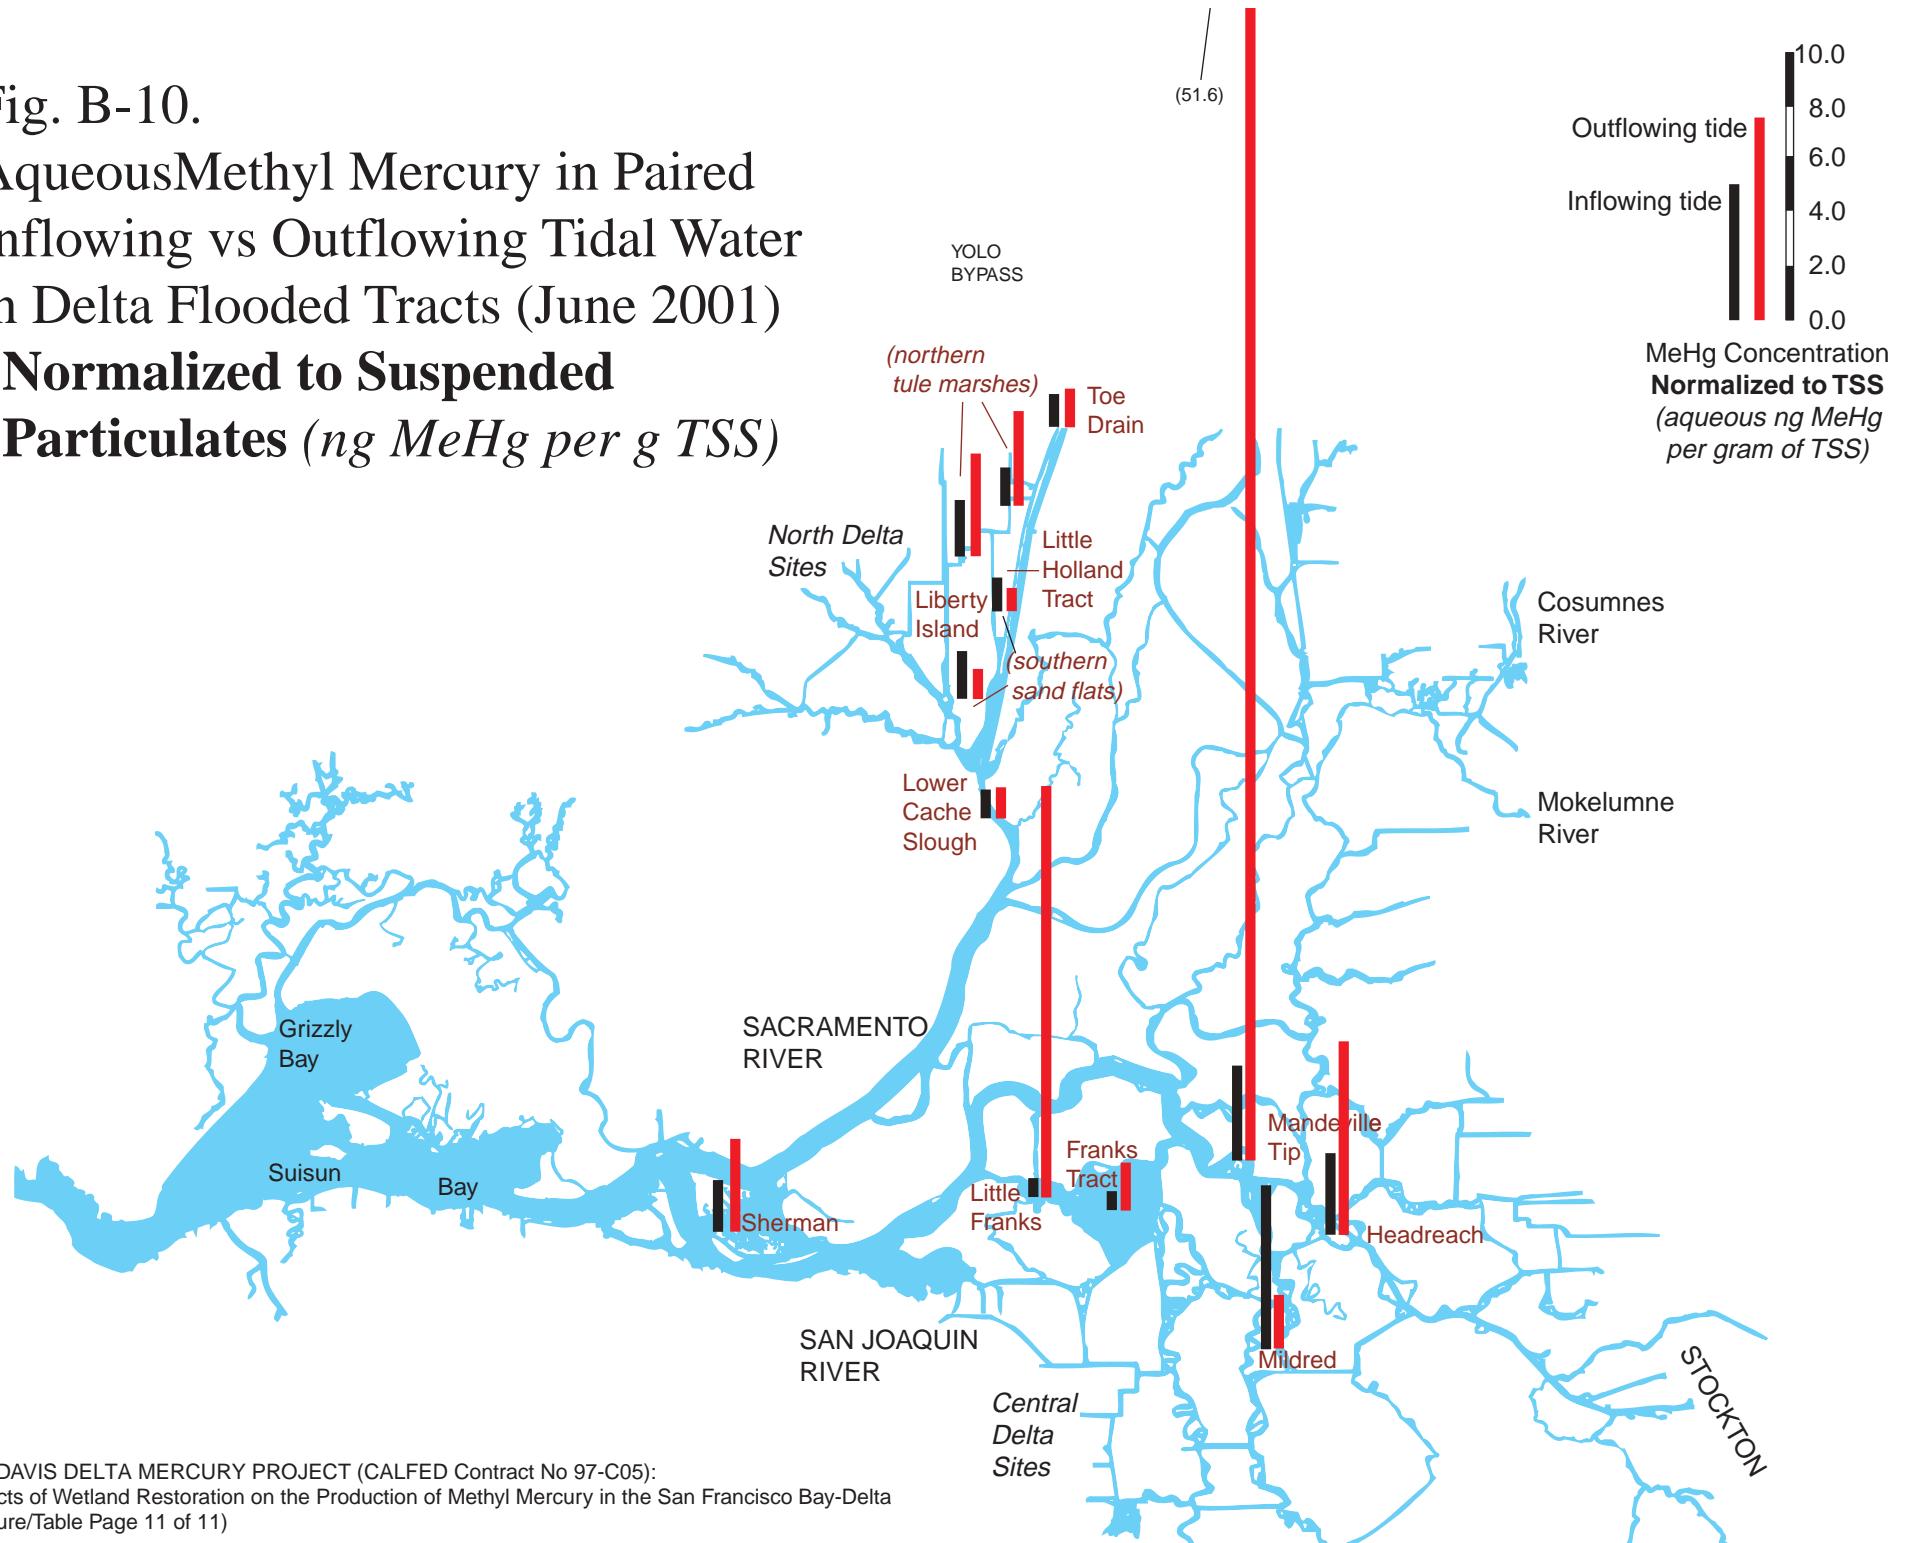 ig. B-10.
AqueousMethyl Mercury in Paired
nflowing vs Outflowing Tidal Water
n Delta Flooded Tracts (June 2001)
Normalized to Suspended
Particulates (ng MeHg per g TSS)
(51.6)
10.0
8.0
6.0
4.0
2.0
0.0
Outflowing tide
Inflowing tide
MeHg Concentration
Normalized to TSS
(aqueous ng MeHg
per gram of TSS)
YOLO
BYPASS
(northern
tule marshes)
Toe
Drain
North Delta
Sites
Little
Holland
Tract
Liberty
Island
(southern
sand flats)
Cosumnes
River
Lower
Cache
Slough
Mokelumne
River
Grizzly
Bay
SACRAMENTO
RIVER
Suisun
Bay
Sherman
Little
Franks
Franks
Tract
Mandeville
Tip
Headreach
Mildred
SAN JOAQUIN
RIVER
Central
Delta
Sites
STOCKTON
DAVIS DELTA MERCURY PROJECT (CALFED Contract No 97-C05):
cts of Wetland Restoration on the Production of Methyl Mercury in the San Francisco Bay-Delta
ure/Table Page 11 of 11)